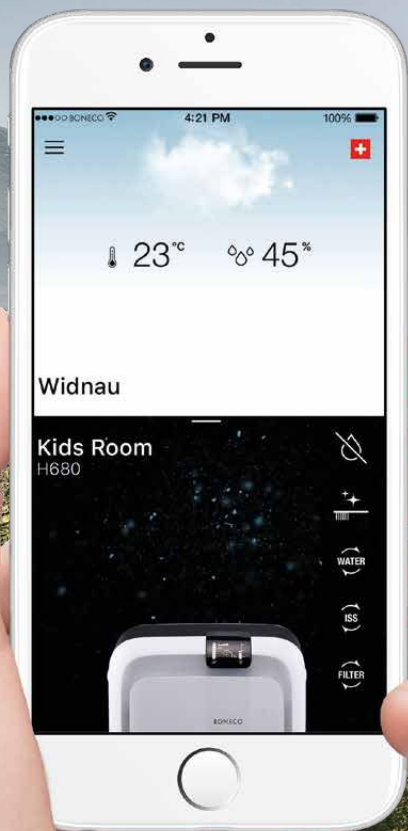 ●●●○○ BONECO 4:21 PM 100%
23°C 45%
Widnau
Kids Room
H680
WATER
ISS
FILTER
BONECO